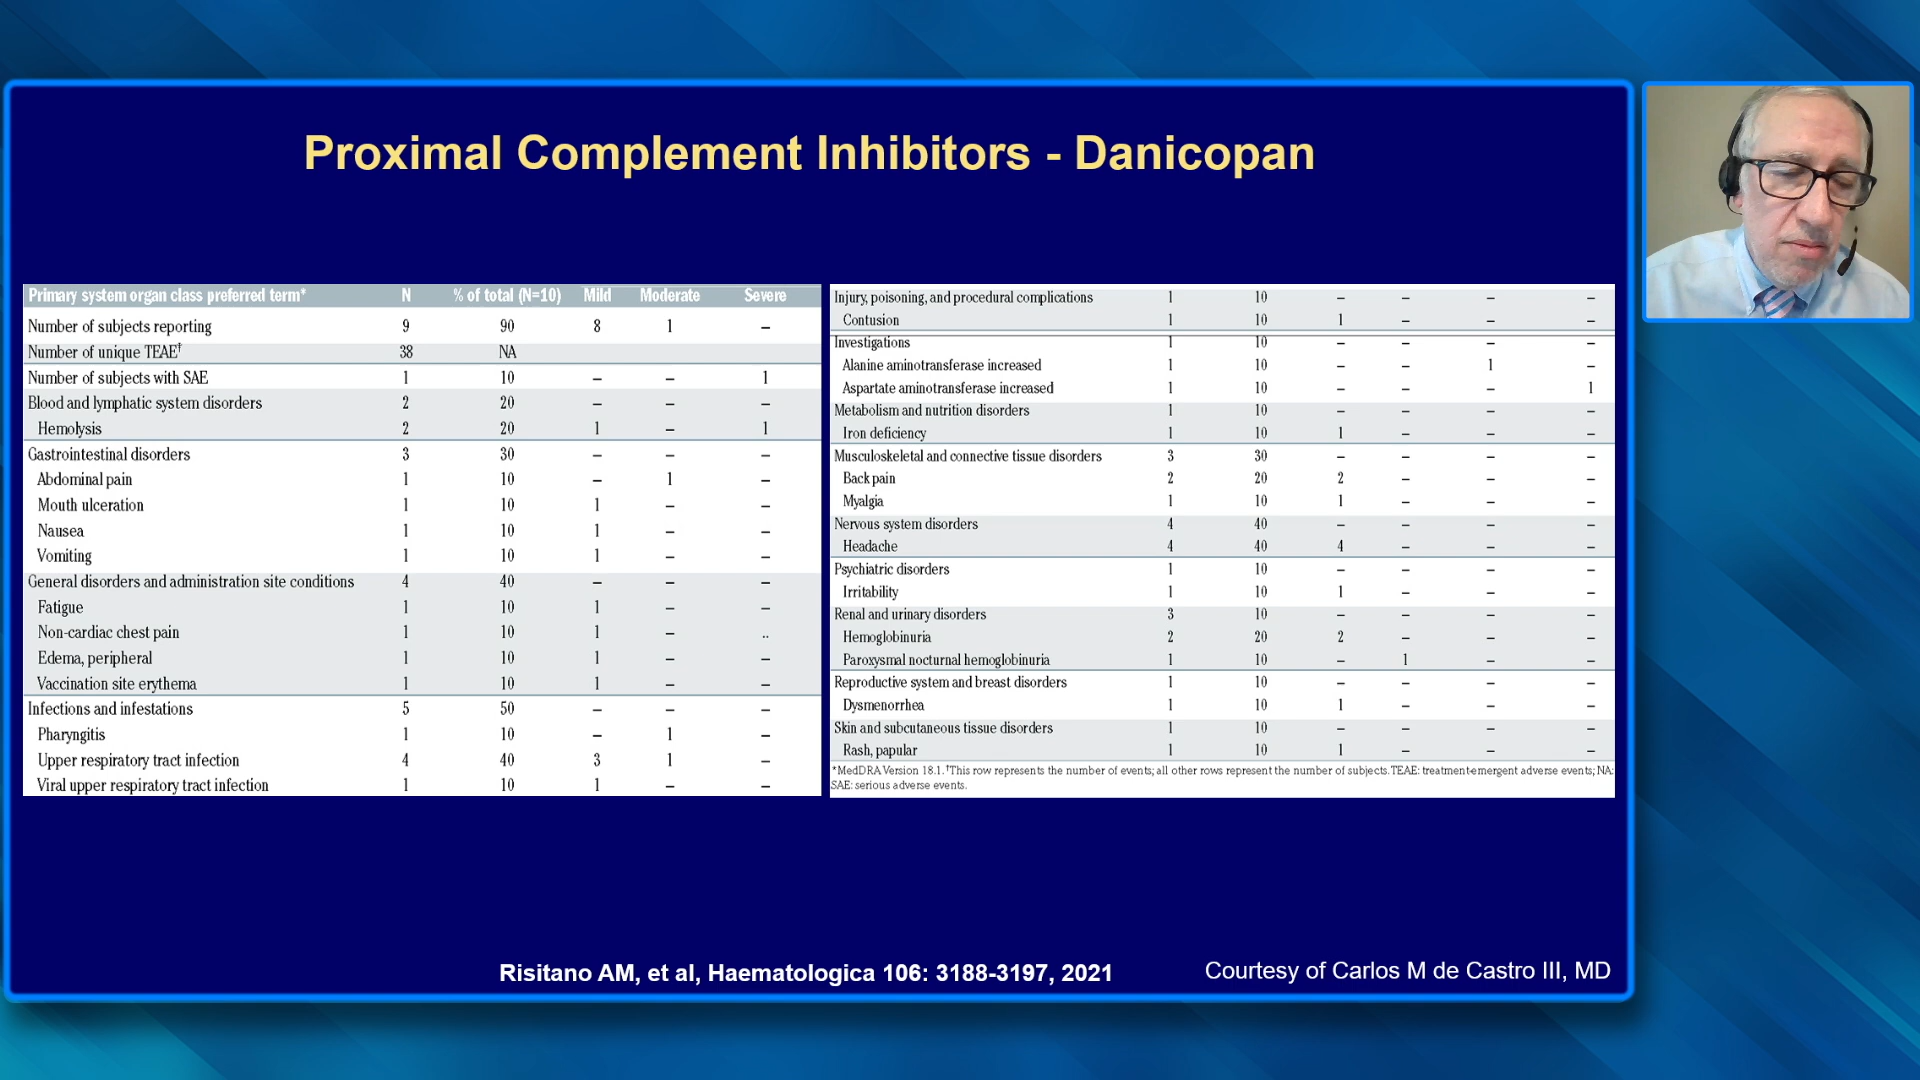 Proximal Complement Inhibitors - Danicopan
Primary system organ class preferred term* N % of total (N=10) Mild Moderate Severe
Number of subjects reporting 9 90 8 1 –
Number of unique TEAE† 38 NA
Number of subjects with SAE 1 10 – – 1
Blood and lymphatic system disorders 2 20 – – –
Hemolysis 2 20 1 – 1
Gastrointestinal disorders 3 30 – – –
Abdominal pain 1 10 – 1 –
Mouth ulceration 1 10 1 – –
Nausea 1 10 1 – –
Vomiting 1 10 1 – –
General disorders and administration site conditions 4 40 – – –
Fatigue 1 10 1 – –
Non-cardiac chest pain 1 10 1 – ..
Edema, peripheral 1 10 1 – –
Vaccination site erythema 1 10 1 – –
Infections and infestations 5 50 – – –
Pharyngitis 1 10 – 1 –
Upper respiratory tract infection 4 40 3 1 –
Viral upper respiratory tract infection 1 10 1 – –
Injury, poisoning, and procedural complications 1 10 – – – –
Contusion 1 10 1 – – –
Investigations 1 10 – – – –
Alanine aminotransferase increased 1 10 – – 1 –
Aspartate aminotransferase increased 1 10 – – – 1
Metabolism and nutrition disorders 1 10 – – – –
Iron deficiency 1 10 1 – – –
Musculoskeletal and connective tissue disorders 3 30 – – – –
Back pain 2 20 2 – – –
Myalgia 1 10 1 – – –
Nervous system disorders 4 40 – – – –
Headache 4 40 4 – – –
Psychiatric disorders 1 10 – – – –
Irritability 1 10 1 – – –
Renal and urinary disorders 3 10 – – – –
Hemoglobinuria 2 20 2 – – –
Paroxysmal nocturnal hemoglobinuria 1 10 – 1 – –
Reproductive system and breast disorders 1 10 – – – –
Dysmenorrhea 1 10 1 – – –
Skin and subcutaneous tissue disorders 1 10 – – – –
Rash, papular 1 10 1 – – –
*MedDRA Version 18.1. †This row represents the number of events; all other rows represent the number of subjects. TEAE: treatment emergent adverse events; NA:
SAE: serious adverse events.
Risitano AM, et al, Haematologica 106: 3188-3197, 2021
Courtesy of Carlos M de Castro III, MD